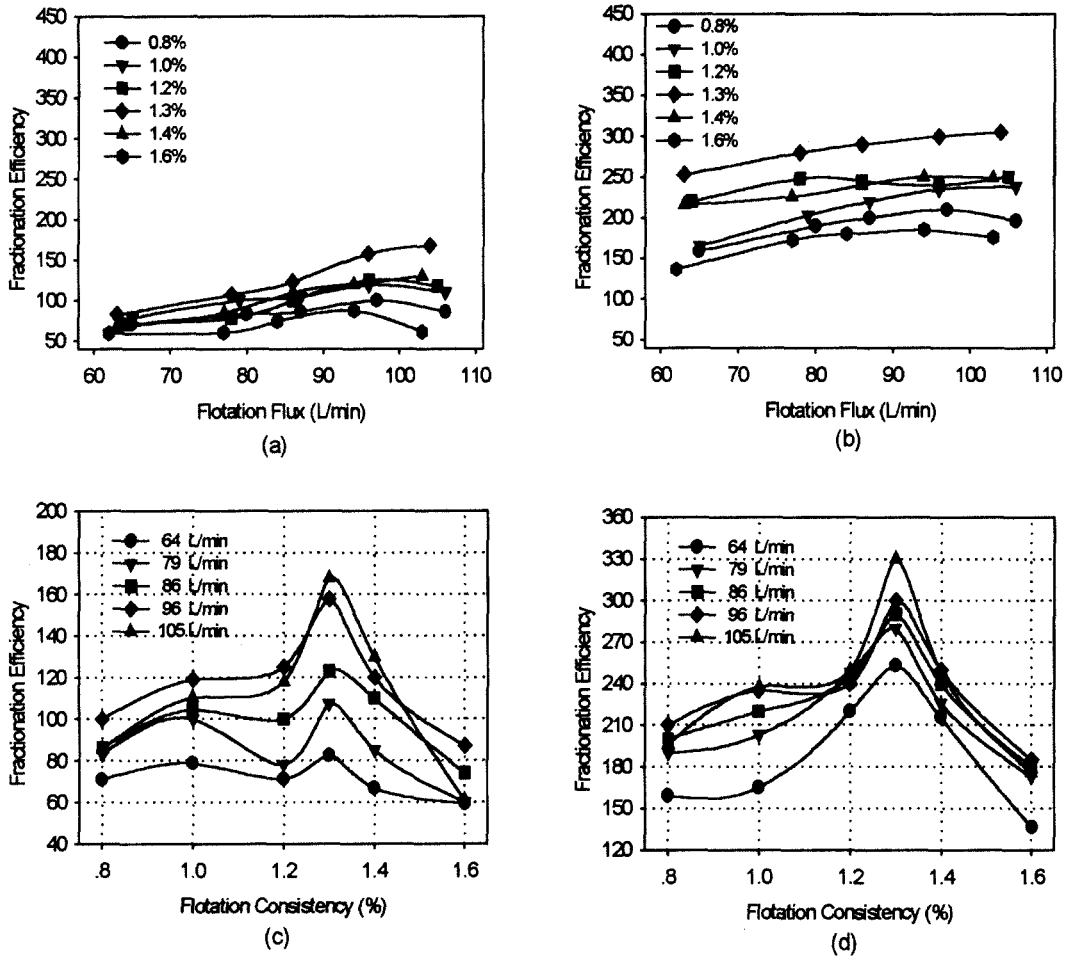 450
400
350
300
250
200
150
100
50
Fractionation Efficiency
0.8%
1.0%
1.2%
1.3%
1.4%
1.6%
60 70 80 90 100 110
Flotation Flux (L/min)
(a)
450
400
350
300
250
200
150
100
50
Fractionation Efficiency
0.8%
1.0%
1.2%
1.3%
1.4%
1.6%
60 70 80 90 100 110
Flotation Flux (L/min)
(b)
200
180
160
140
120
100
80
60
40
Fractionation Efficiency
64 L/min
79 L/min
86 L/min
96 L/min
105 L/min
.8 1.0 1.2 1.4 1.6
Flotation Consistency (%)
(c)
360
330
300
270
240
210
180
150
120
Fractionation Efficiency
64 L/min
79 L/min
86 L/min
96 L/min
105 L/min
.8 1.0 1.2 1.4 1.6
Flotation Consistency (%)
(d)